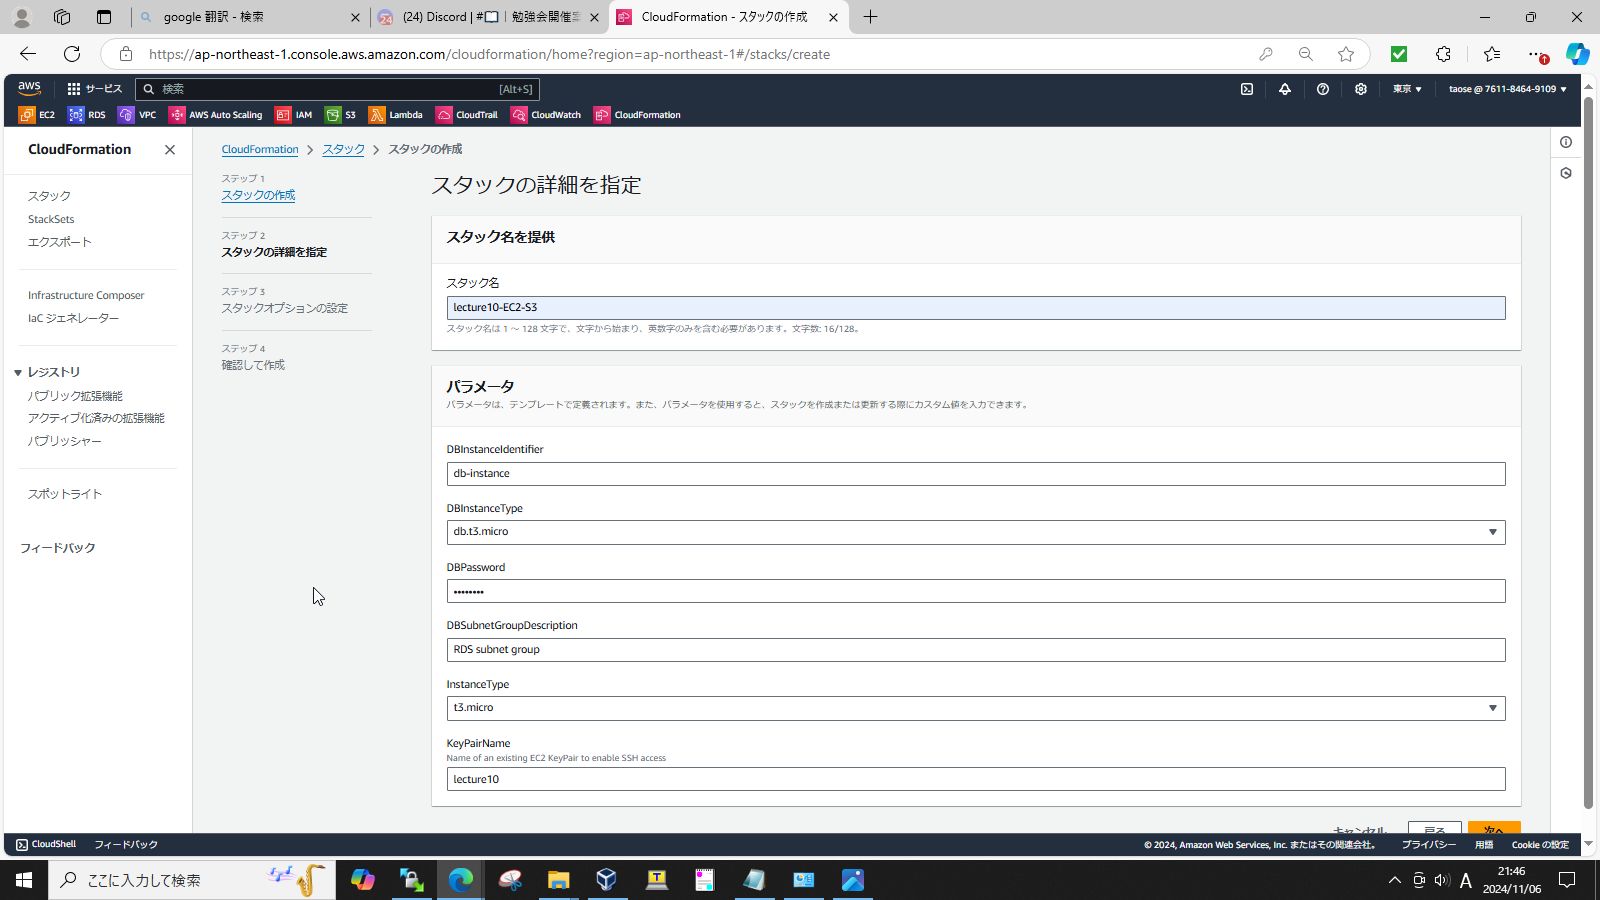 google 翻訳 - 検索
(24) Discord | #📖｜勉強会開催案
CloudFormation - スタックの作成
https://ap-northeast-1.console.aws.amazon.com/cloudformation/home?region=ap-northeast-1#/stacks/create
aws
サービス
検索
[Alt+S]
東京 ▼
taose @ 7611-8464-9109 ▼
EC2
RDS
VPC
AWS Auto Scaling
IAM
S3
Lambda
CloudTrail
CloudWatch
CloudFormation
CloudFormation
スタック
StackSets
エクスポート
Infrastructure Composer
IaC ジェネレーター
レジストリ
パブリック拡張機能
アクティブ化済みの拡張機能
パブリッシャー
スポットライト
フィードバック
CloudFormation > スタック > スタックの作成
ステップ 1
スタックの作成
ステップ 2
スタックの詳細を指定
ステップ 3
スタックオプションの設定
ステップ 4
確認して作成
スタックの詳細を指定
スタック名を提供
スタック名
lecture10-EC2-S3
スタック名は 1 ～ 128 文字で、文字から始まり、英数字のみを含む必要があります。文字数: 16/128。
パラメータ
パラメータは、テンプレートで定義されます。また、パラメータを使用すると、スタックを作成または更新する際にカスタム値を入力できます。
DBInstanceIdentifier
db-instance
DBInstanceType
db.t3.micro
DBPassword
••••••••
DBSubnetGroupDescription
RDS subnet group
InstanceType
t3.micro
KeyPairName
Name of an existing EC2 KeyPair to enable SSH access
lecture10
キャンセル
戻る
次へ
CloudShell
フィードバック
© 2024, Amazon Web Services, Inc. またはその関連会社。
プライバシー
用語
Cookie の設定
ここに入力して検索
A
21:46
2024/11/06